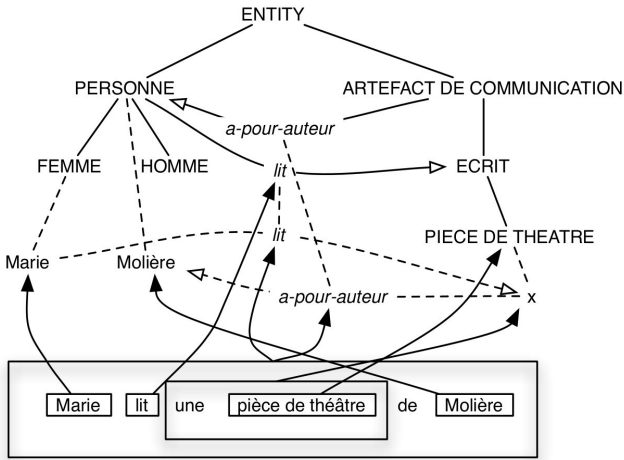 ENTITY
PERSONNE ARTEFACT DE COMMUNICATION
a-pour-auteur
FEMME HOMME lit ECRIT
lit PIECE DE THEATRE
Marie Molière
a-pour-auteur x
Marie lit une pièce de théâtre de Molière